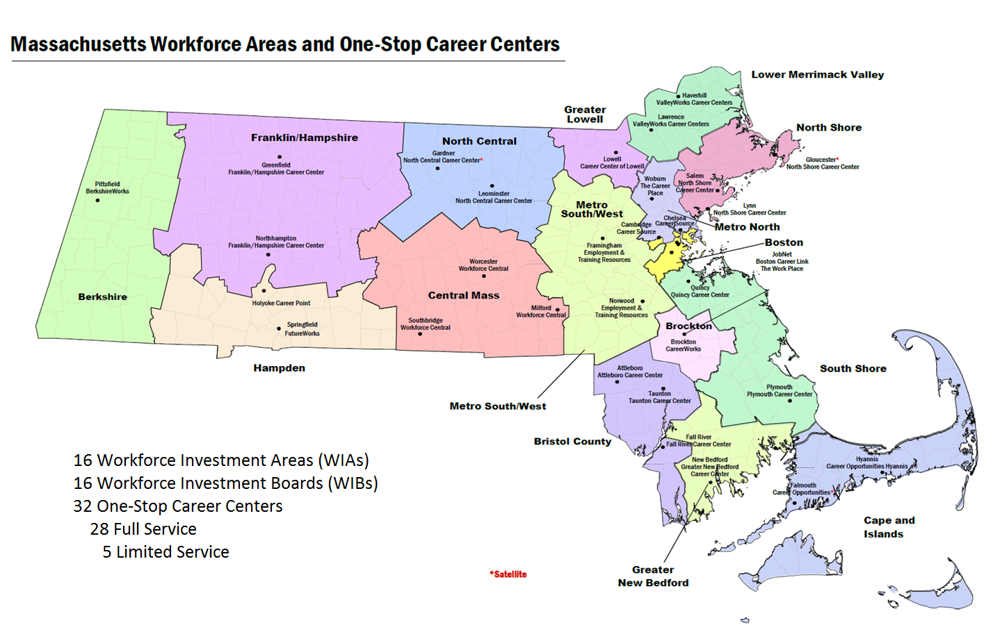 Massachusetts Workforce Areas and One-Stop Career Centers
Lower Merrimack Valley
Haverhill
ValleyWorks Career Centers
Lawrence
ValleyWorks Career Centers
Greater
Lowell
Lowell
Career Center of Lowell
North Shore
Gloucester*
North Shore Career Center
Salem
North Shore
Career Center
Lynn
North Shore Career Center
Franklin/Hampshire
Greenfield
Franklin/Hampshire Career Center
Northhampton
Franklin/Hampshire Career Center
North Central
Gardner
North Central Career Center*
Leominster
North Central Career Center
Pittsfield
BerkshireWorks
Berkshire
Woburn
The Career
Place
Chelsea
CareerSource
Cambridge
Career Source
Metro North
Metro
South/West
Framingham
Employment &
Training Resources
Norwood
Employment &
Training Resources
Boston
JobNet
Boston Career Link
The Work Place
Worcester
Workforce Central
Central Mass
Milford
Workforce Central
Southbridge
Workforce Central
Holyoke Career Point
Springfield
FutureWorks
Hampden
Quincy
Quincy Career Center
Brockton
Brockton
CareerWorks
South Shore
Plymouth
Plymouth Career Center
Attleboro
Attleboro Career Center
Taunton
Taunton Career Center
Metro South/West
Bristol County
Fall River
Fall River Career Center
New Bedford
Greater New Bedford
Career Center
Hyannis
Career Opportunities Hyannis
Falmouth
Career Opportunities*
Cape and
Islands
Greater
New Bedford
16 Workforce Investment Areas (WIAs)
16 Workforce Investment Boards (WIBs)
32 One-Stop Career Centers
28 Full Service
5 Limited Service
*Satellite